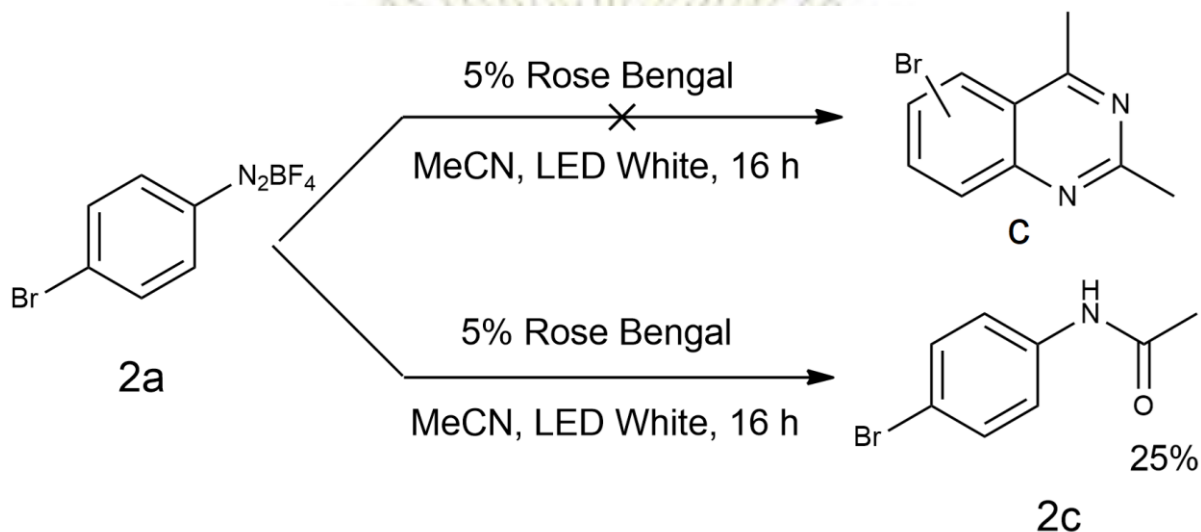 5% Rose Bengal
MeCN, LED White, 16 h
Br
N
N
c
N₂BF₄
Br
2a
5% Rose Bengal
MeCN, LED White, 16 h
H
N
O
Br
25%
2c